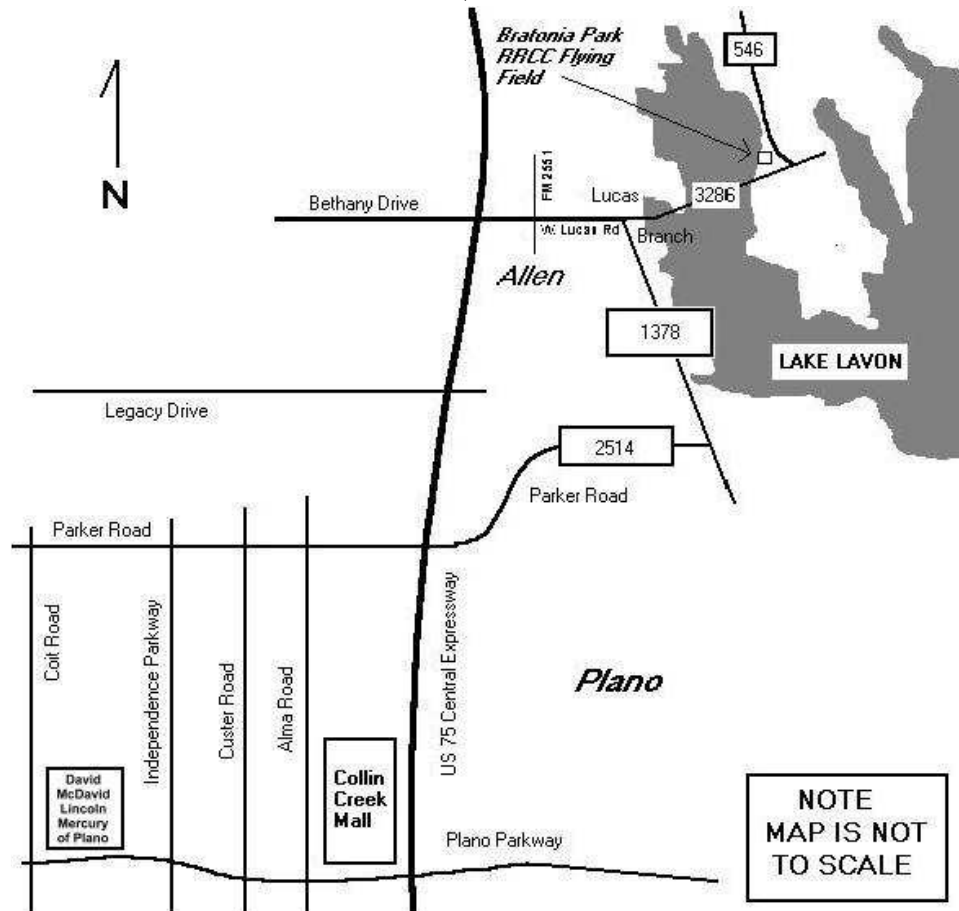 Bratonia Park
RRCC Flying
Field
546
N
Bethany Drive
FM 2551
Lucas
3286
W. Lucas Rd
Branch
Allen
1378
LAKE LAVON
Legacy Drive
2514
Parker Road
Parker Road
Coit Road
Independence Parkway
Custer Road
Alma Road
US 75 Central Expressway
Plano
David
McDavid
Lincoln
Mercury
of Plano
Collin
Creek
Mall
Plano Parkway
NOTE
MAP IS NOT
TO SCALE